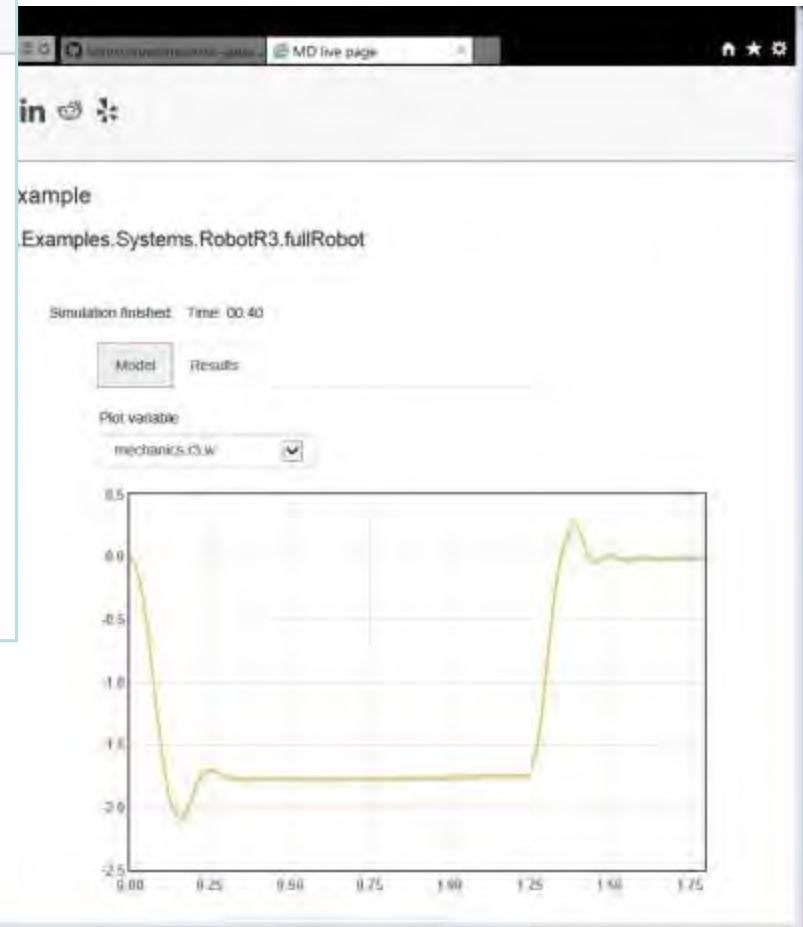 MD live page
in
xample
.Examples.Systems.RobotR3.fullRobot
Simulation finished Time: 00:40
Model Results
Plot variable
mechanics.r3.w
0.5
0.0
-0.5
-1.0
-1.5
-2.0
-2.5
0.00 0.25 0.50 0.75 1.00 1.25 1.50 1.75